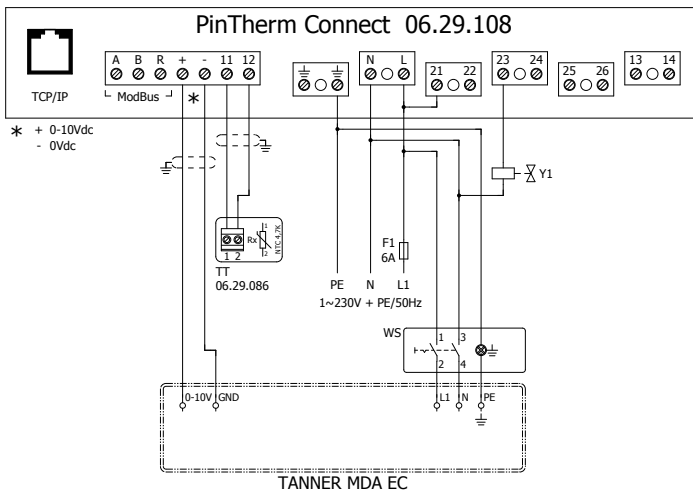 PinTherm Connect 06.29.108
TCP/IP
A B R + - 11 12
ModBus *
N L
21 22
23 24
25 26
13 14
* + 0-10Vdc
- 0Vdc
Y1
Rx
1
2
NTC 4,7K
1 2
TT
06.29.086
F1
6A
PE N L1
1~230V + PE/50Hz
WS
1 3
2 4
0-10V GND
L1 N PE
TANNER MDA EC